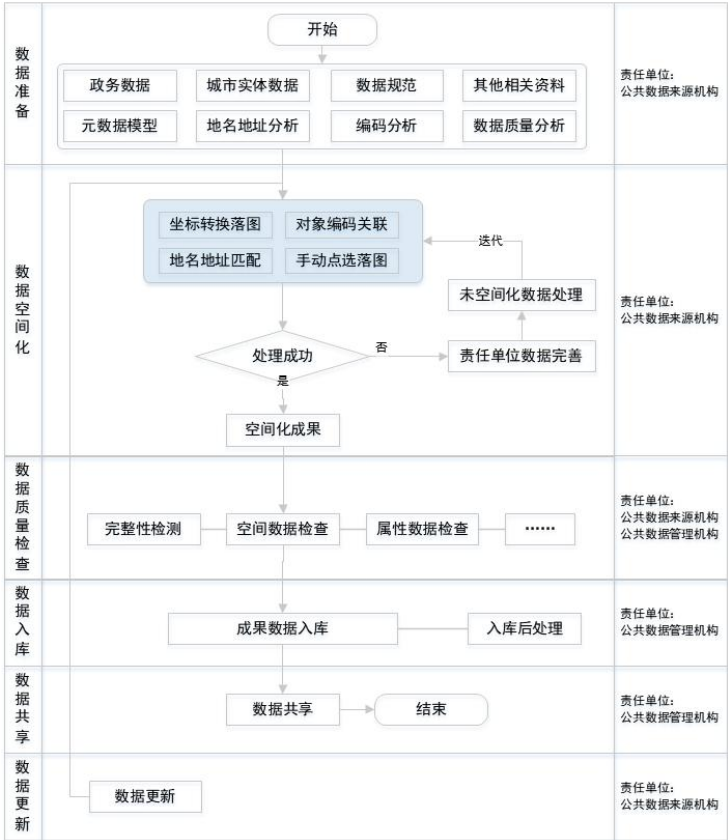 数据准备
开始
政务数据
城市实体数据
数据规范
其他相关资料
元数据模型
地名地址分析
编码分析
数据质量分析
责任单位：
公共数据来源机构
数据空间化
坐标转换落图
对象编码关联
地名地址匹配
手动点选落图
迭代
未空间化数据处理
处理成功
否
责任单位数据完善
是
空间化成果
责任单位：
公共数据来源机构
数据质量检查
完整性检测
空间数据检查
属性数据检查
……
责任单位：
公共数据来源机构
公共数据管理机构
数据入库
成果数据入库
入库后处理
责任单位：
公共数据管理机构
数据共享
数据共享
结束
责任单位：
公共数据管理机构
数据更新
数据更新
责任单位：
公共数据来源机构